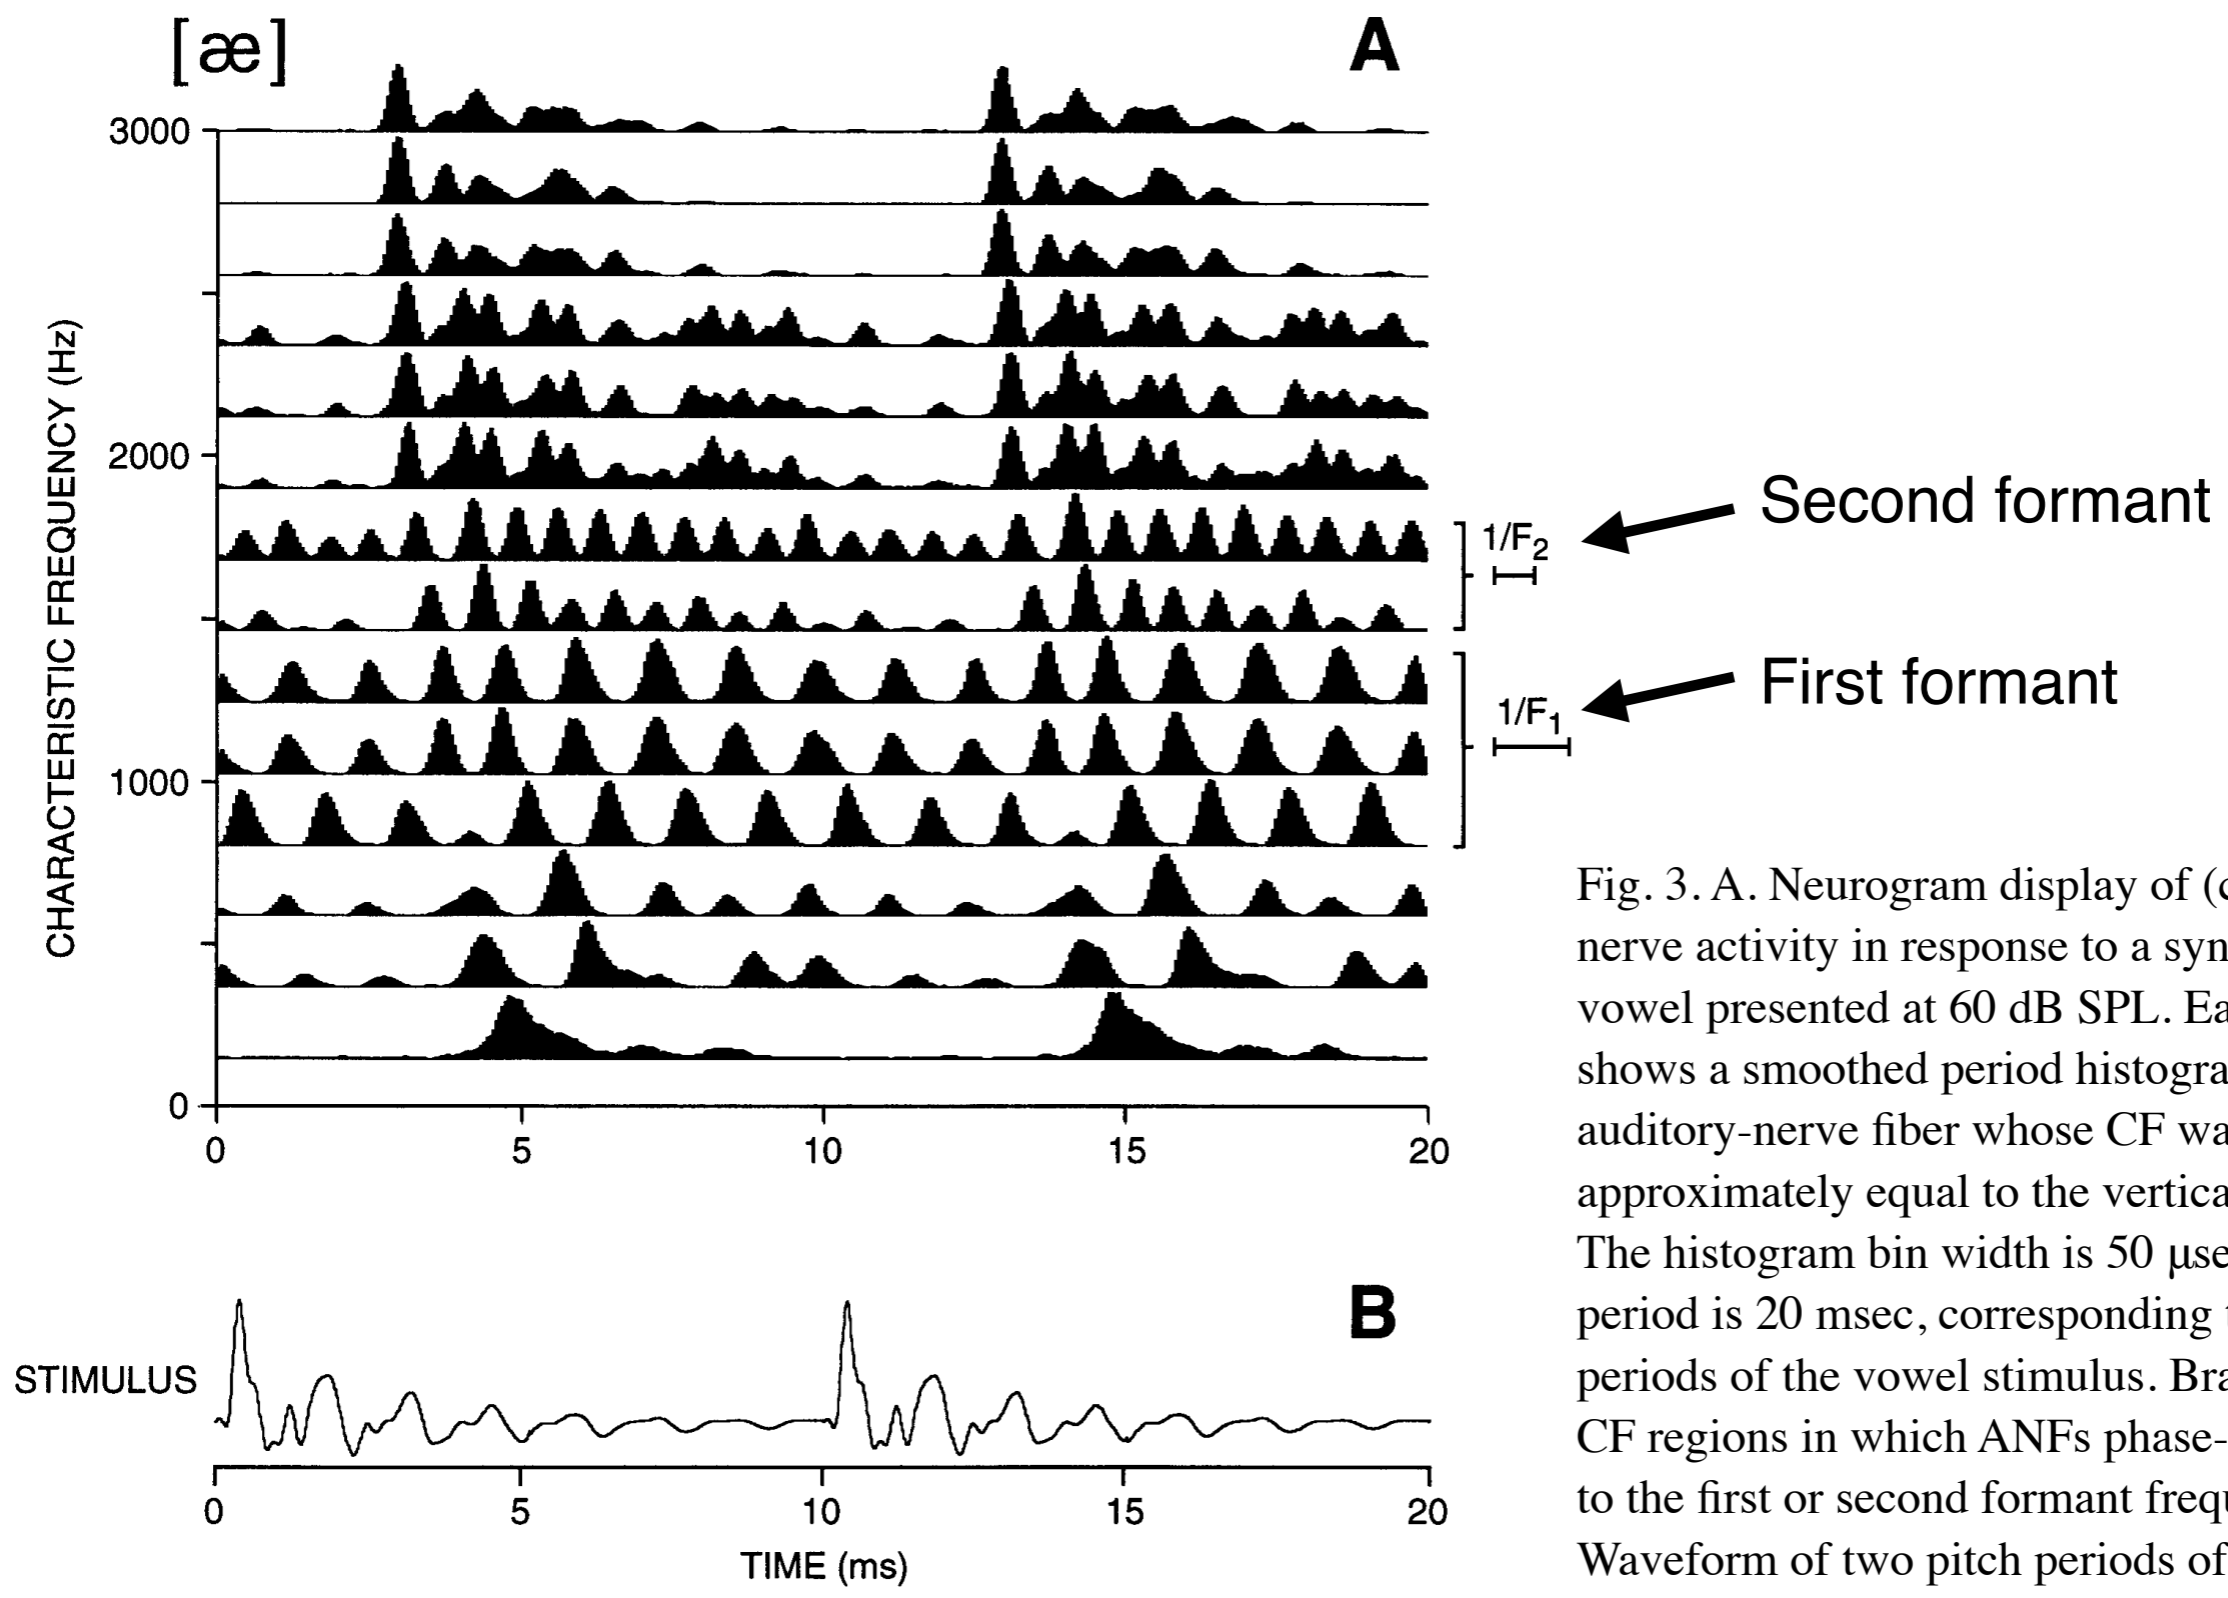 [æ]
A
3000
2000
1000
0
CHARACTERISTIC FREQUENCY (Hz)
0 5 10 15 20
1/F2
Second formant
1/F1
First formant
Fig. 3. A. Neurogram display of (c
nerve activity in response to a syn
vowel presented at 60 dB SPL. Ea
shows a smoothed period histogra
auditory-nerve fiber whose CF wa
approximately equal to the vertica
The histogram bin width is 50 μse
period is 20 msec, corresponding t
periods of the vowel stimulus. Bra
CF regions in which ANFs phase-
to the first or second formant frequ
Waveform of two pitch periods of
B
STIMULUS
0 5 10 15 20
TIME (ms)